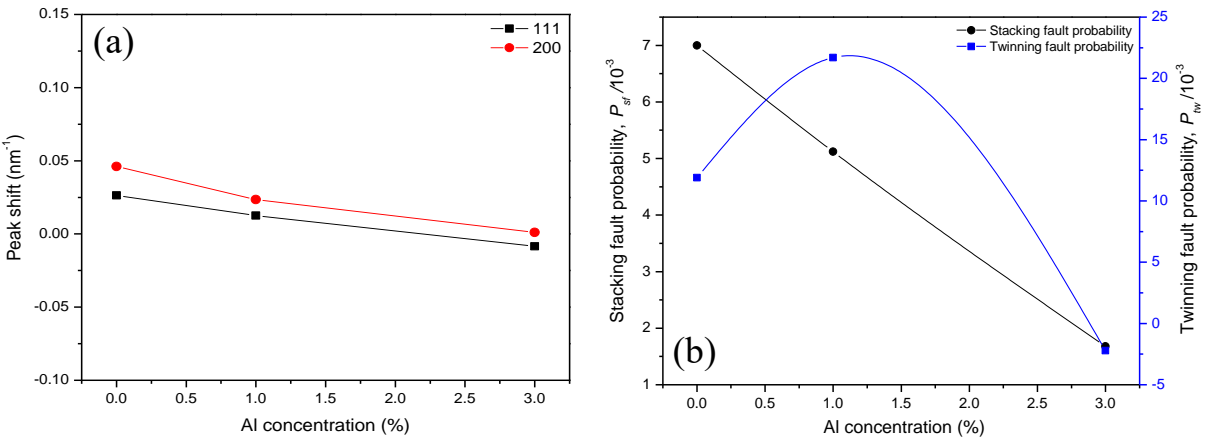 (a)
111
200
0.15
0.10
0.05
0.00
-0.05
-0.10
Peak shift (nm-1)
0.0 0.5 1.0 1.5 2.0 2.5 3.0
Al concentration (%)
(b)
Stacking fault probability
Twinning fault probability
7
6
5
4
3
2
1
Stacking fault probability, P sf /10-3
25
20
15
10
5
0
-5
Twinning fault probability, P tw /10-3
0.0 0.5 1.0 1.5 2.0 2.5 3.0
Al concentration (%)